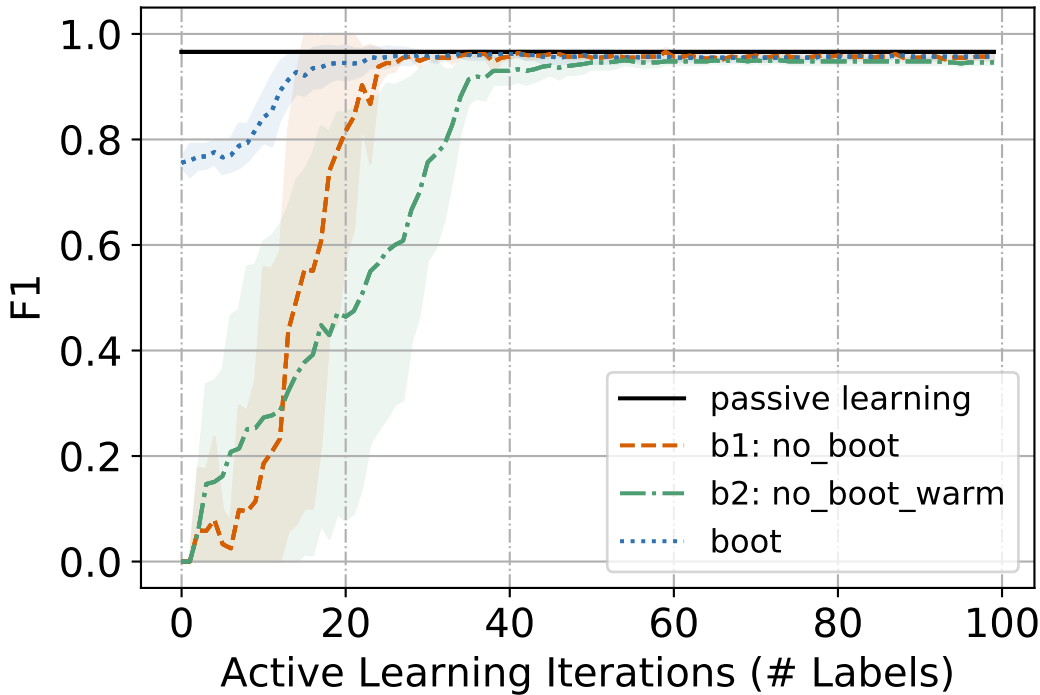 1.0
0.8
0.6
0.4
0.2
0.0
F1
passive learning
b1: no_boot
b2: no_boot_warm
boot
0 20 40 60 80 100
Active Learning Iterations (# Labels)